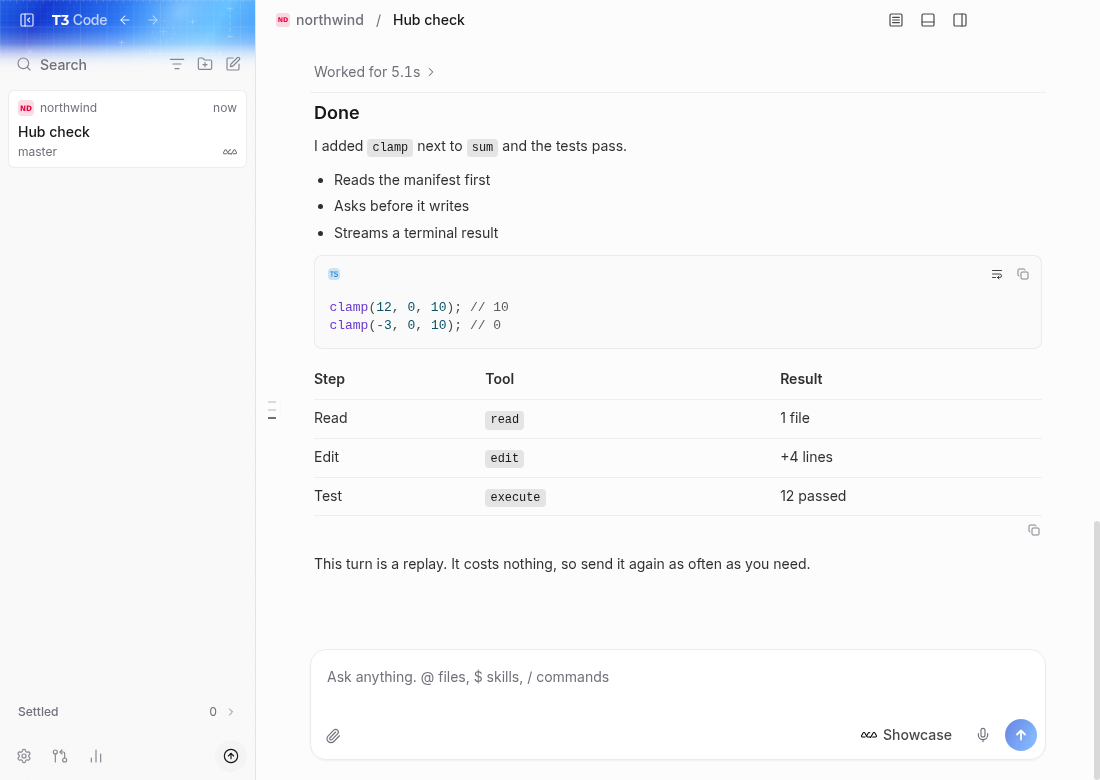 T3 Code
Search
ND northwind now
Hub check
master
Settled 0
ND northwind / Hub check
Worked for 5.1s
Done
I added clamp next to sum and the tests pass.
• Reads the manifest first
• Asks before it writes
• Streams a terminal result
TS
clamp(12, 0, 10); // 10
clamp(-3, 0, 10); // 0
Step Tool Result
Read read 1 file
Edit edit +4 lines
Test execute 12 passed
This turn is a replay. It costs nothing, so send it again as often as you need.
Ask anything. @ files, $ skills, / commands
Showcase